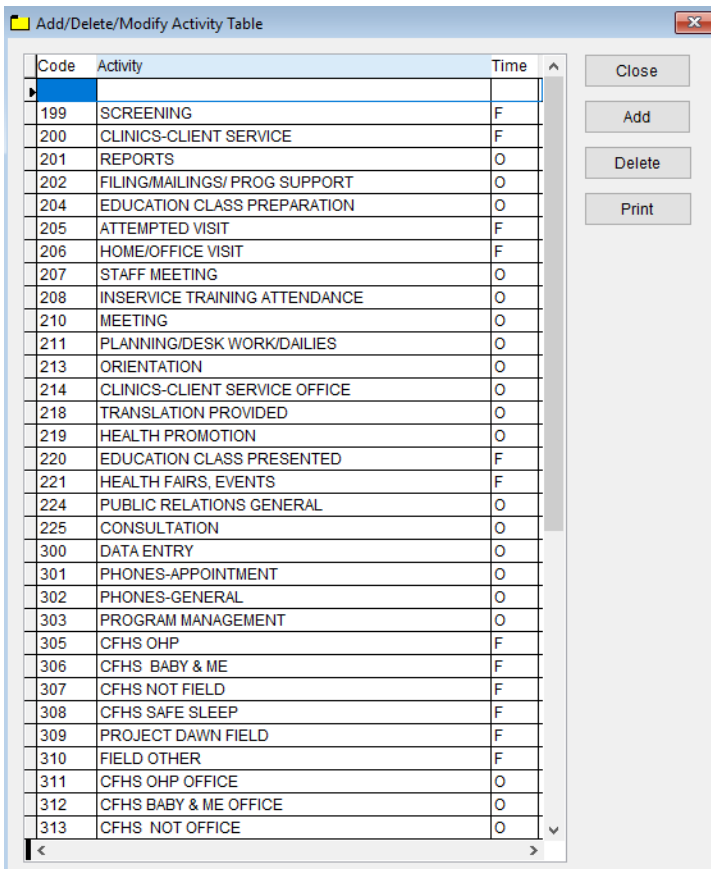 Add/Delete/Modify Activity Table
Code Activity Time
Close
199 SCREENING F
Add
200 CLINICS-CLIENT SERVICE F
201 REPORTS O
Delete
202 FILING/MAILINGS/ PROG SUPPORT O
204 EDUCATION CLASS PREPARATION O
Print
205 ATTEMPTED VISIT F
206 HOME/OFFICE VISIT F
207 STAFF MEETING O
208 INSERVICE TRAINING ATTENDANCE O
210 MEETING O
211 PLANNING/DESK WORK/DAILIES O
213 ORIENTATION O
214 CLINICS-CLIENT SERVICE OFFICE O
218 TRANSLATION PROVIDED O
219 HEALTH PROMOTION O
220 EDUCATION CLASS PRESENTED F
221 HEALTH FAIRS, EVENTS F
224 PUBLIC RELATIONS GENERAL O
225 CONSULTATION O
300 DATA ENTRY O
301 PHONES-APPOINTMENT O
302 PHONES-GENERAL O
303 PROGRAM MANAGEMENT O
305 CFHS OHP F
306 CFHS  BABY & ME F
307 CFHS NOT FIELD F
308 CFHS SAFE SLEEP F
309 PROJECT DAWN FIELD F
310 FIELD OTHER F
311 CFHS OHP OFFICE O
312 CFHS BABY & ME OFFICE O
313 CFHS  NOT OFFICE O